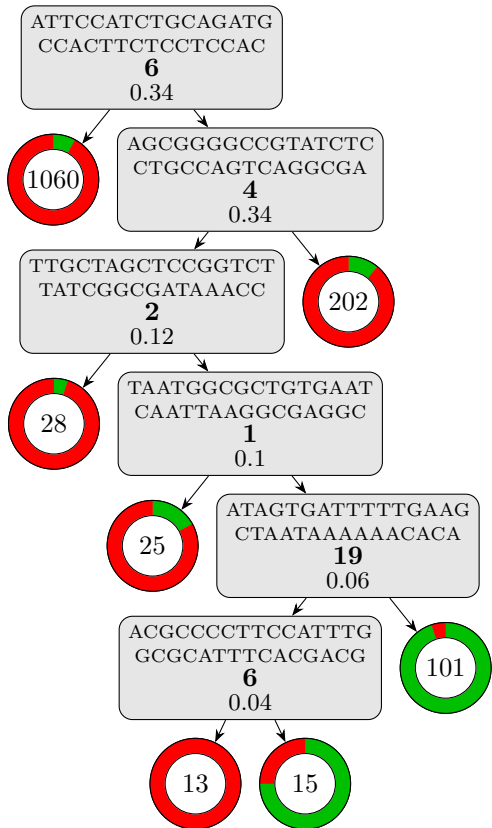 ATTCCATCTGCAGATG
CCACTTCTCCTCCAC
6
0.34
1060
AGCGGGGCCGTATCTC
CTGCCAGTCAGGCGA
4
0.34
TTGCTAGCTCCGGTCT
TATCGGCGATAAACC
2
0.12
202
28
TAATGGCGCTGTGAAT
CAATTAAGGCGAGGC
1
0.1
25
ATAGTGATTTTTGAAG
CTAATAAAAAACACA
19
0.06
ACGCCCCTTCCATTTG
GCGCATTTCACGACG
6
0.04
101
13
15